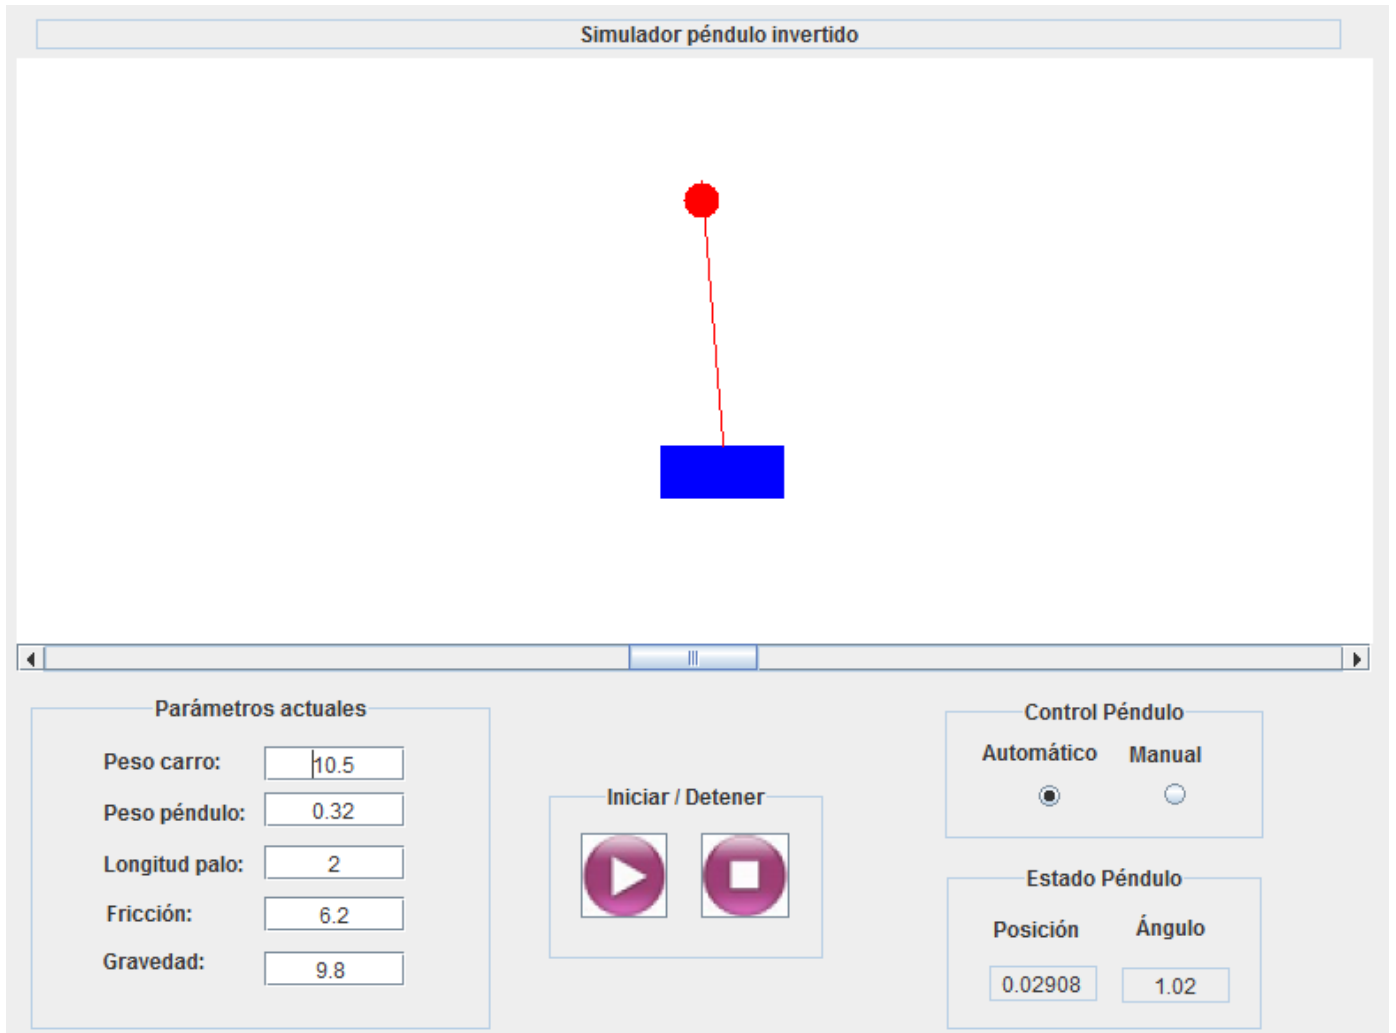 Simulador péndulo invertido
Parámetros actuales
Peso carro: 10.5
Peso péndulo: 0.32
Longitud palo: 2
Fricción: 6.2
Gravedad: 9.8
Iniciar / Detener
Control Péndulo
Automático Manual
Estado Péndulo
Posición Ángulo
0.02908 1.02